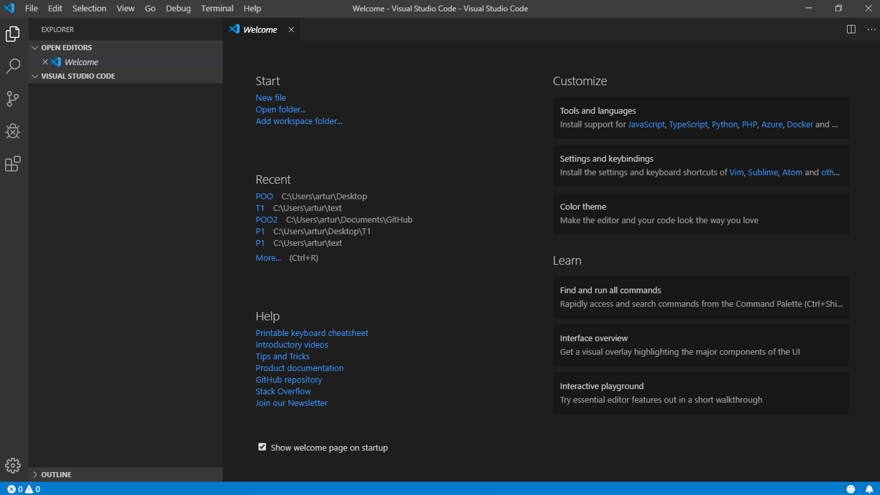 File Edit Selection View Go Debug Terminal Help
Welcome - Visual Studio Code - Visual Studio Code
EXPLORER
OPEN EDITORS
Welcome
VISUAL STUDIO CODE
OUTLINE
Welcome
Start
New file
Open folder...
Add workspace folder...
Recent
POO C:\Users\artur\Desktop
T1 C:\Users\artur\text
POO2 C:\Users\artur\Documents\GitHub
P1 C:\Users\artur\Desktop\T1
P1 C:\Users\artur\text
More... (Ctrl+R)
Help
Printable keyboard cheatsheet
Introductory videos
Tips and Tricks
Product documentation
GitHub repository
Stack Overflow
Join our Newsletter
Show welcome page on startup
Customize
Tools and languages
Install support for JavaScript, TypeScript, Python, PHP, Azure, Docker and ...
Settings and keybindings
Install the settings and keyboard shortcuts of Vim, Sublime, Atom and oth...
Color theme
Make the editor and your code look the way you love
Learn
Find and run all commands
Rapidly access and search commands from the Command Palette (Ctrl+Shi...
Interface overview
Get a visual overlay highlighting the major components of the UI
Interactive playground
Try essential editor features out in a short walkthrough
0 0